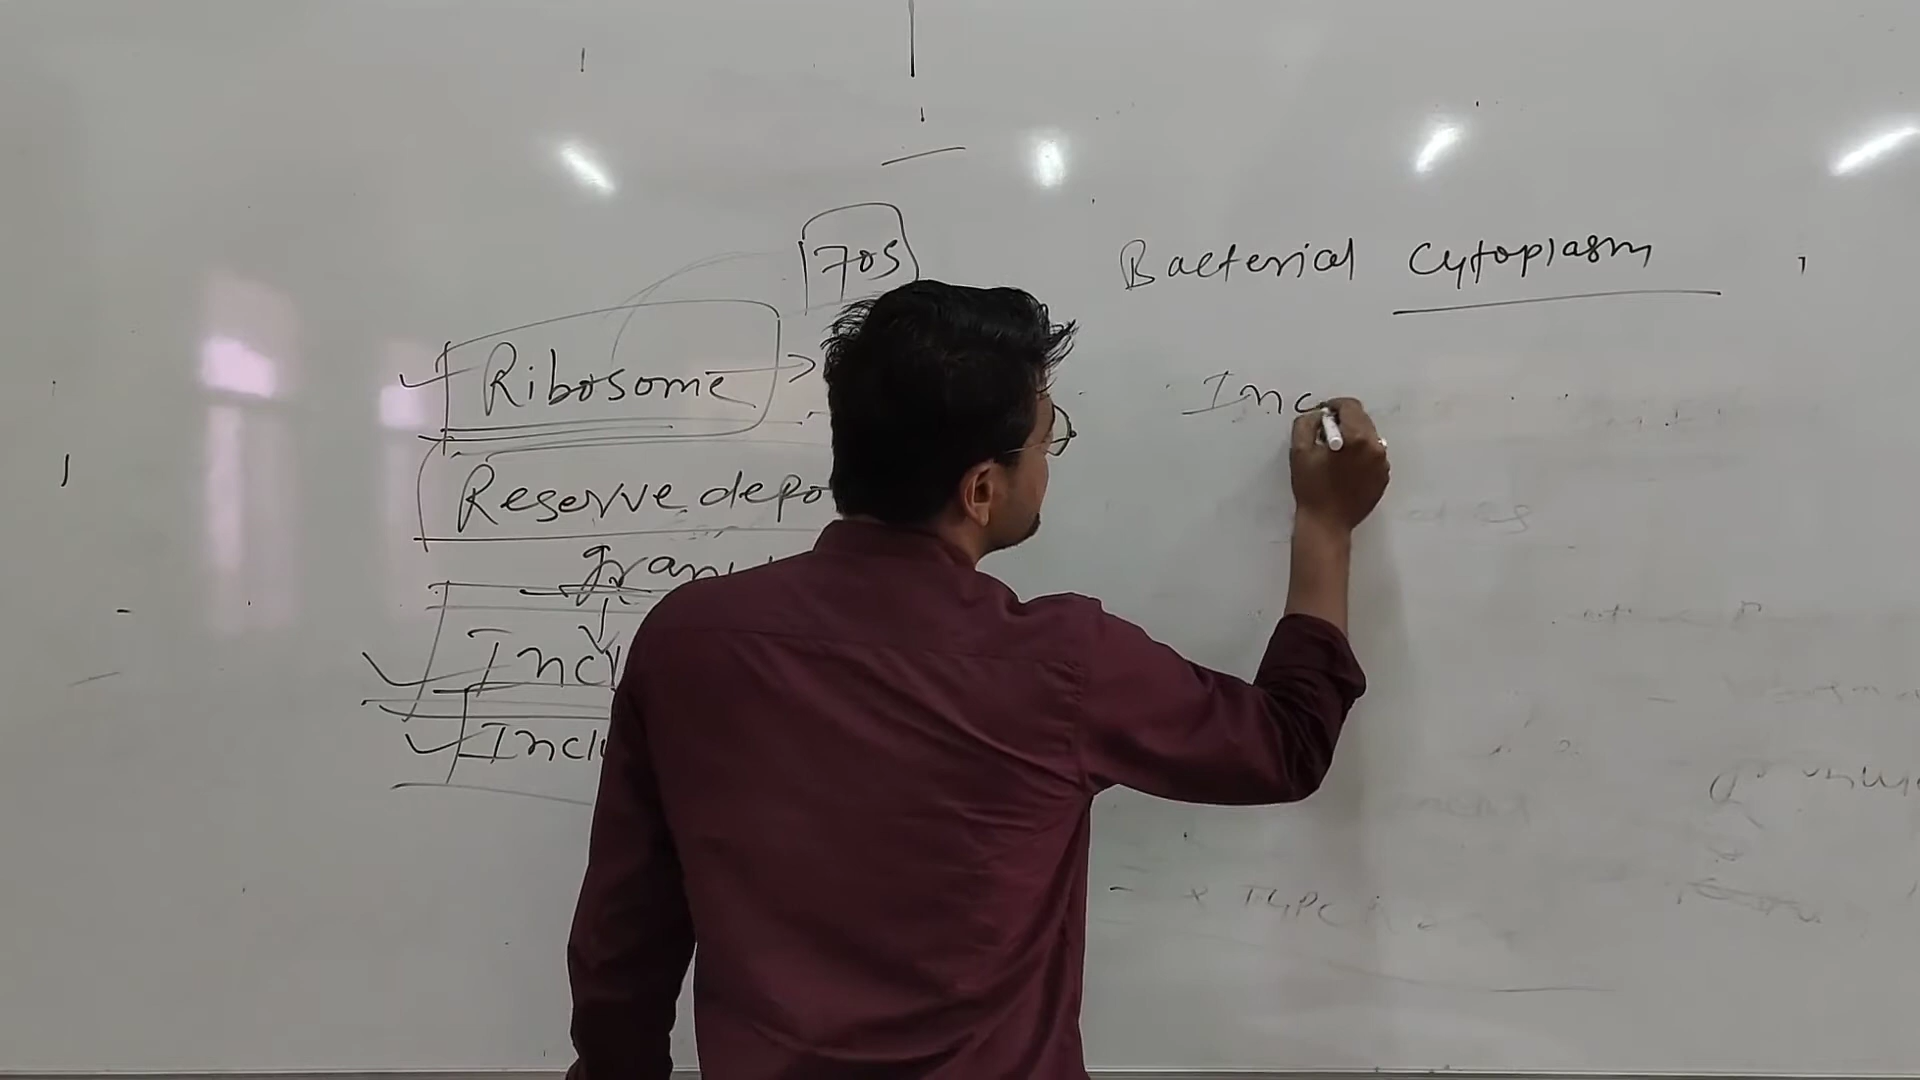 70S
Bacterial Cytoplasm
Ribosome
Inc
Reserve depo
gran
Incl
Inclu